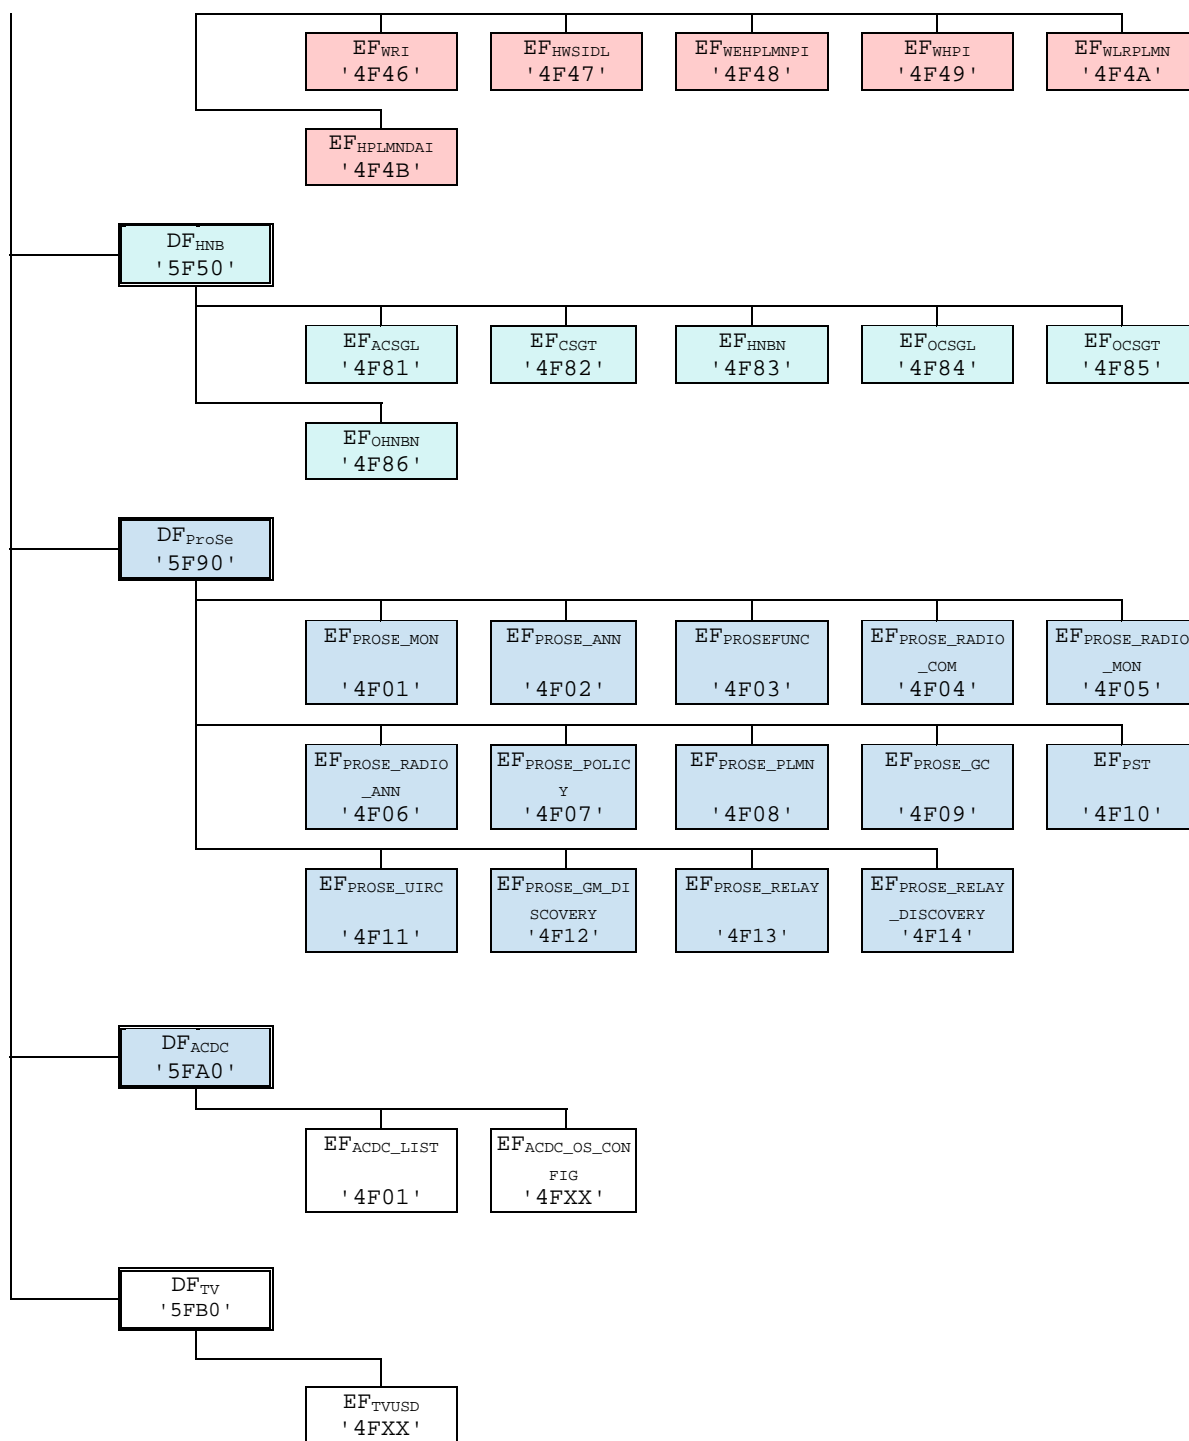 EFWRI EFHWSIDL EFWEHPLMNPI EFWHPI EFWLRPLMN
'4F46' '4F47' '4F48' '4F49' '4F4A'
EFHPLMNDAI
'4F4B'
DFHNB
'5F50'
EFACSGL EFCSGT EFHNBN EFOCSGL EFOCSGT
'4F81' '4F82' '4F83' '4F84' '4F85'
EFOHNBN
'4F86'
DFProSe
'5F90'
EFPROSE_MON EFPROSE_ANN EFPROSEFUNC EFPROSE_RADIO EFPROSE_RADIO
_COM _MON
'4F01' '4F02' '4F03' '4F04' '4F05'
EFPROSE_RADIO EFPROSE_POLIC EFPROSE_PLMN EFPROSE_GC EFPST
_ANN Y
'4F06' '4F07' '4F08' '4F09' '4F10'
EFPROSE_UIRC EFPROSE_GM_DI EFPROSE_RELAY EFPROSE_RELAY
SCOVERY _DISCOVERY
'4F11' '4F12' '4F13' '4F14'
DFACDC
'5FA0'
EFACDC_LIST EFACDC_OS_CON
FIG
'4F01' '4FXX'
DFTV
'5FB0'
EFTVUSD
'4FXX'